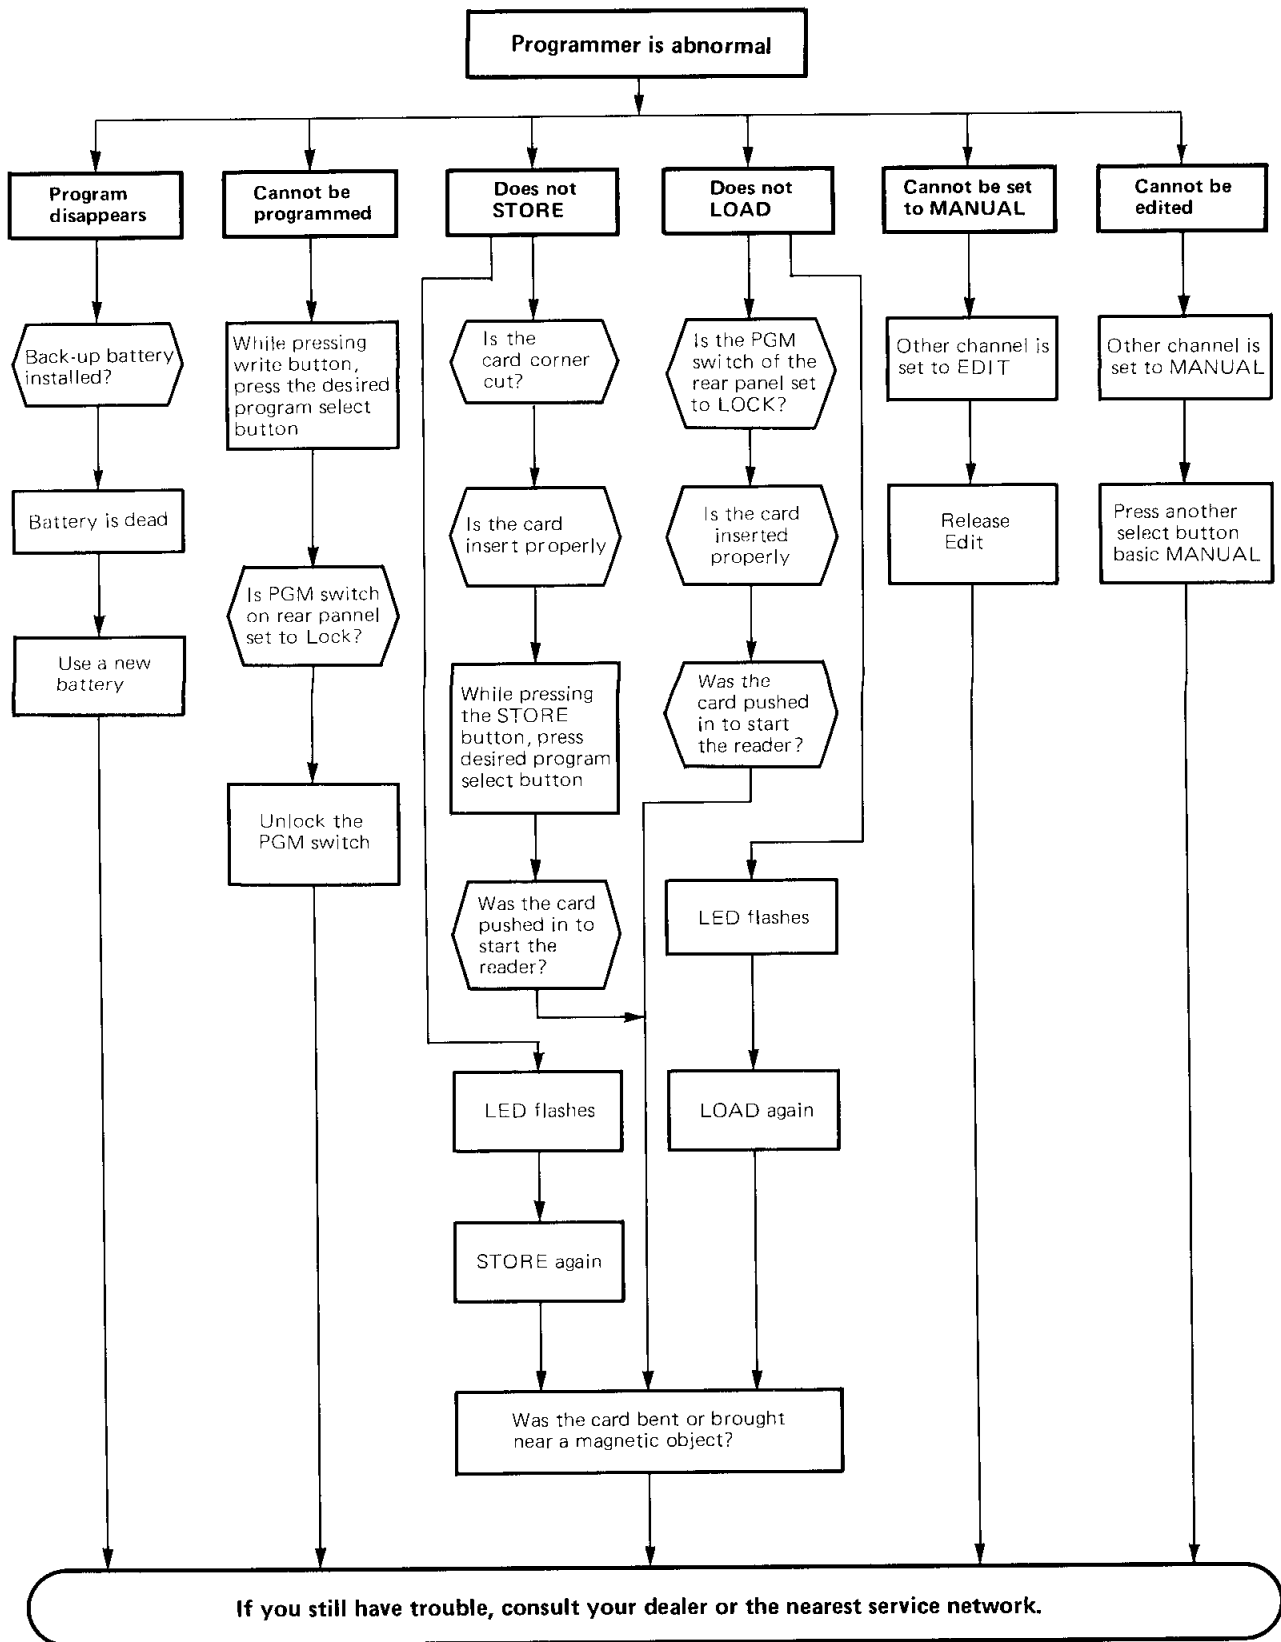 Programmer is abnormal
Program
disappears
Back-up battery
installed?
Battery is dead
Use a new
battery
Cannot be
programmed
While pressing
write button,
press the desired
program select
button
Is PGM switch
on rear pannel
set to Lock?
Unlock the
PGM switch
Does not
STORE
Is the
card corner
cut?
Is the card
insert properly
While pressing
the STORE
button, press
desired program
select button
Was the card
pushed in to
start the
reader?
LED flashes
STORE again
Does not
LOAD
Is the PGM
switch of the
rear panel set
to LOCK?
Is the card
inserted
properly
Was the
card pushed
in to start
the reader?
LED flashes
LOAD again
Was the card bent or brought
near a magnetic object?
Cannot be set
to MANUAL
Other channel is
set to EDIT
Release
Edit
Cannot be
edited
Other channel is
set to MANUAL
Press another
select button
basic MANUAL
If you still have trouble, consult your dealer or the nearest service network.